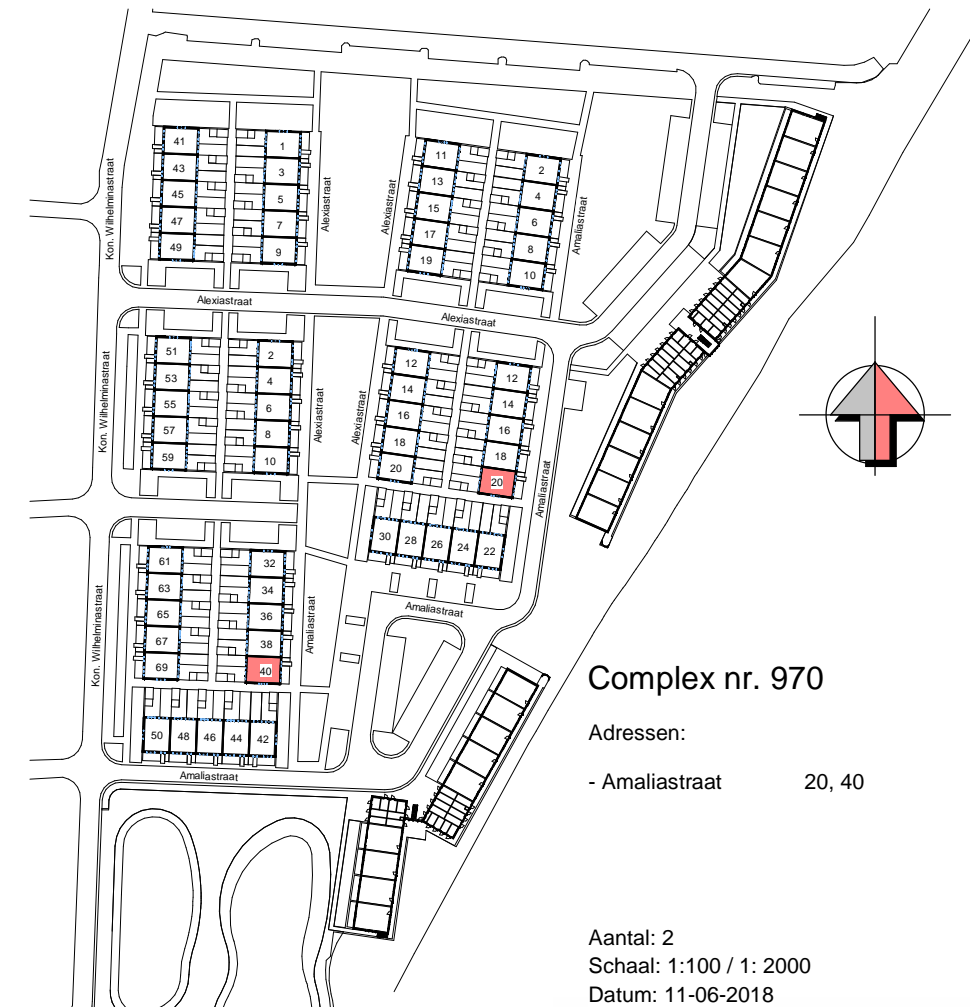 41
43
45
47
49
1
3
5
7
9
11
13
15
17
19
2
4
6
8
10
Kon. Wilhelminastraat
Alexiastraat
Alexiastraat
Amaliastraat
Alexiastraat
Alexiastraat
51
53
55
57
59
2
4
6
8
10
12
14
16
18
20
12
14
16
18
20
Kon. Wilhelminastraat
Alexiastraat
Alexiastraat
Amaliastraat
30 28 26 24 22
Amaliastraat
61
63
65
67
69
32
34
36
38
40
Kon. Wilhelminastraat
Amaliastraat
50 48 46 44 42
Amaliastraat
Complex nr. 970
Adressen:
- Amaliastraat 20, 40
Aantal: 2
Schaal: 1:100 / 1: 2000
Datum: 11-06-2018